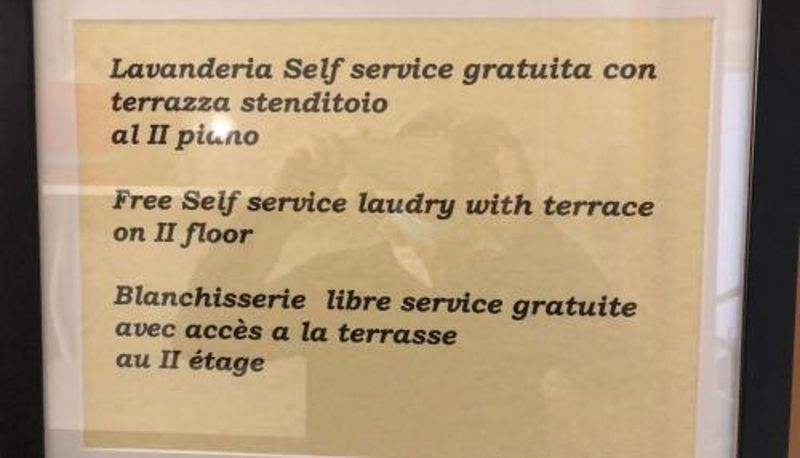 Lavanderia Self service gratuita con
terrazza stenditoio
al II piano
Free Self service laudry with terrace
on II floor
Blanchisserie libre service gratuite
avec accès a la terrasse
au II étage